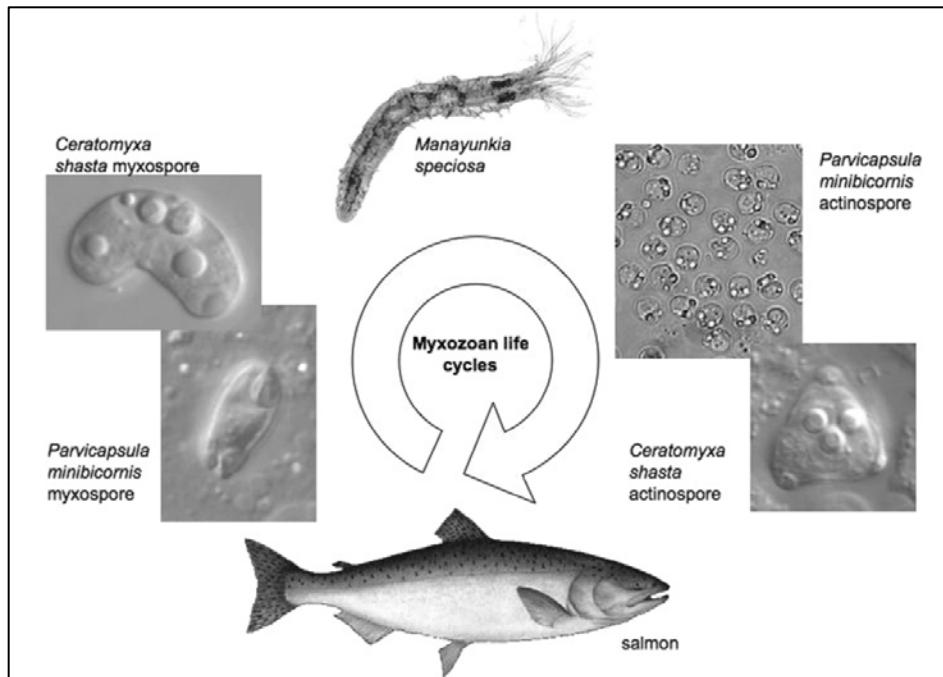 Ceratomyxa
shasta myxospore
Manayunkia
speciosa
Parvicapsula
minibicornis
actinospore
Myxozoan life
cycles
Parvicapsula
minibicornis
myxospore
Ceratomyxa
shasta
actinospore
salmon